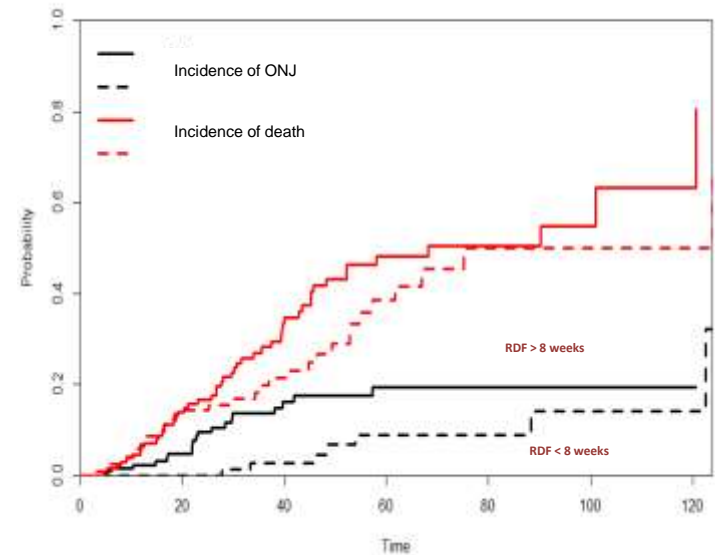 Incidence of ONJ
Incidence of death
Probability
1.0
0.8
0.6
0.4
0.2
0.0
RDF > 8 weeks
RDF < 8 weeks
0 20 40 60 80 100 120
Time